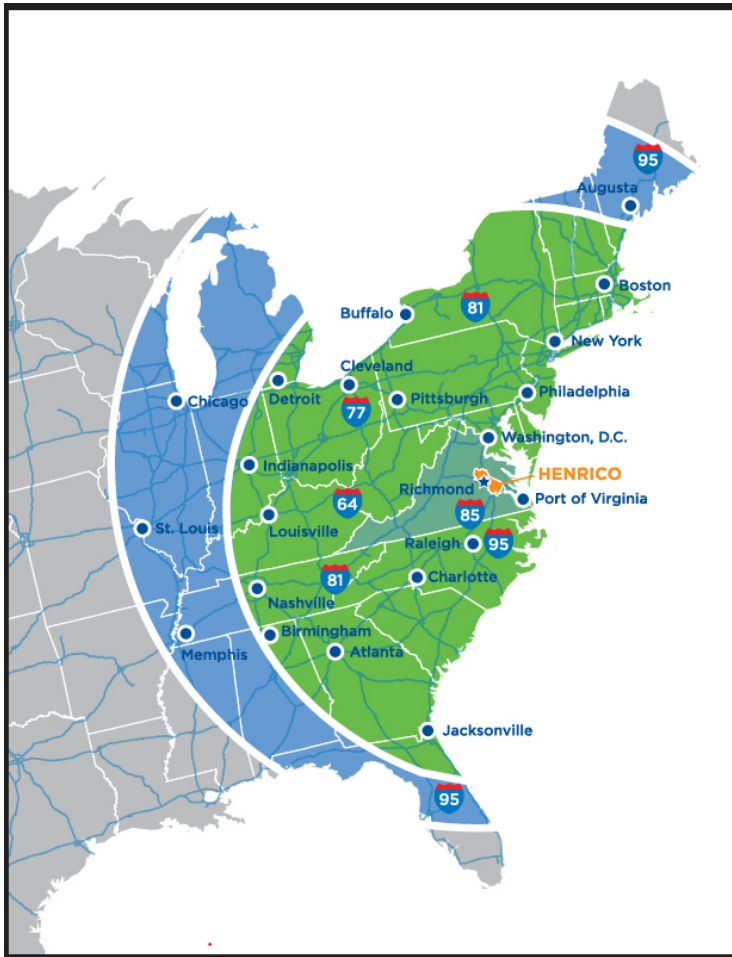 95
Augusta
Boston
81
Buffalo
New York
Cleveland
Detroit
Pittsburgh
Philadelphia
Chicago
77
Washington, D.C.
Indianapolis
HENRICO
Richmond
Port of Virginia
64
85
Louisville
St. Louis
Raleigh
95
81
Charlotte
Nashville
Birmingham
Memphis
Atlanta
Jacksonville
95